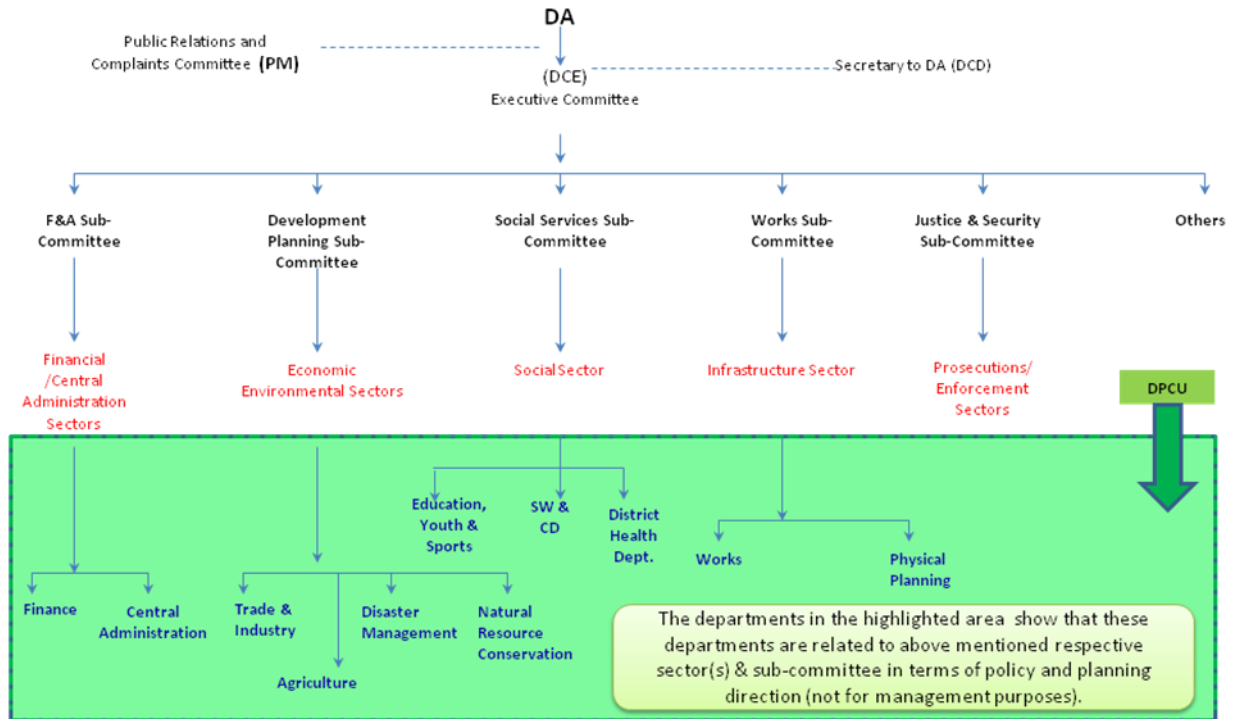 DA
Public Relations and
Complaints Committee (PM)
(DCE)
Executive Committee
Secretary to DA (DCD)
F&A Sub-
Committee
Development
Planning Sub-
Committee
Social Services Sub-
Committee
Works Sub-
Committee
Justice & Security
Sub-Committee
Others
Financial
/Central
Administration
Sectors
Economic
Environmental Sectors
Social Sector
Infrastructure Sector
Prosecutions/
Enforcement
Sectors
DPCU
Education,
Youth &
Sports
SW &
CD
District
Health
Dept.
Works
Physical
Planning
Finance
Central
Administration
Trade &
Industry
Agriculture
Disaster
Management
Natural
Resource
Conservation
The departments in the highlighted area show that these
departments are related to above mentioned respective
sector(s) & sub-committee in terms of policy and planning
direction (not for management purposes).